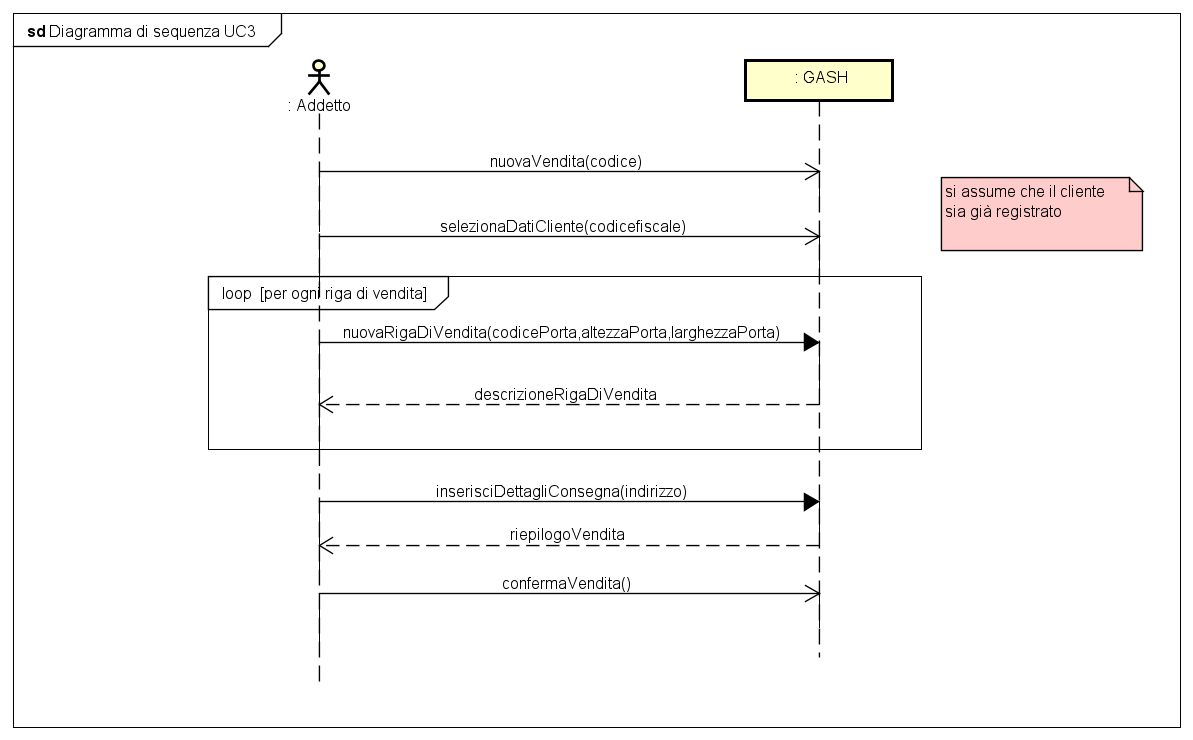 sd Diagramma di sequenza UC3
: Addetto
: GASH
nuovaVendita(codice)
si assume che il cliente
sia già registrato
selezionaDatiCliente(codicefiscale)
loop [per ogni riga di vendita]
nuovaRigaDiVendita(codicePorta,altezzaPorta,larghezzaPorta)
descrizioneRigaDiVendita
inserisciDettagliConsegna(indirizzo)
riepilogoVendita
confermaVendita()